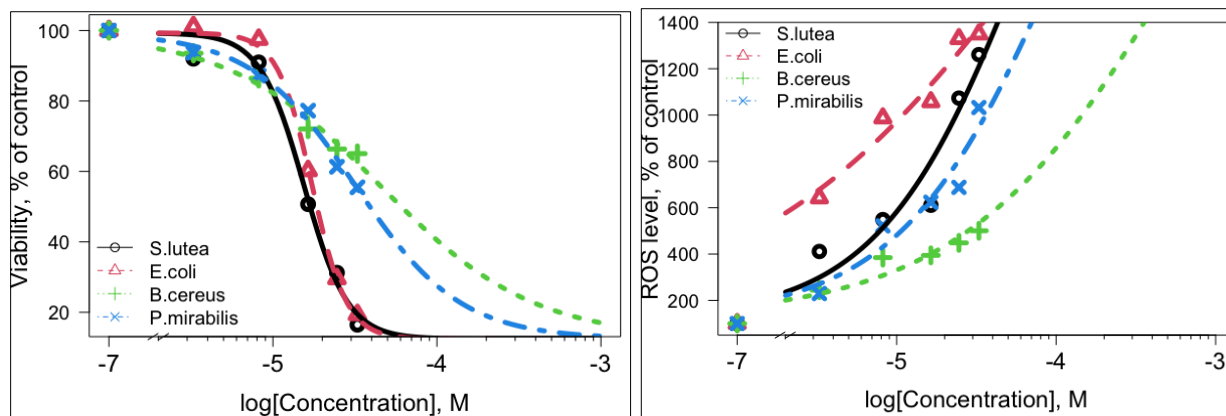 Viability, % of control
100
80
60
40
20
S.lutea
E.coli
B.cereus
P.mirabilis
-7
-5
-4
-3
log[Concentration], M
ROS level, % of control
1400
1200
1000
800
600
400
200
S.lutea
E.coli
B.cereus
P.mirabilis
-7
-5
-4
-3
log[Concentration], M